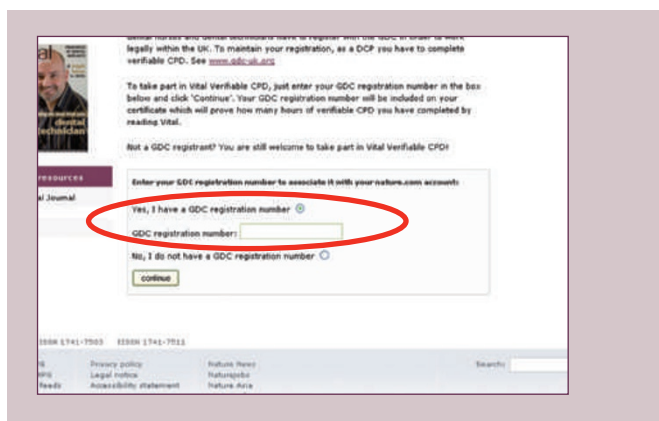 dental nurses and dental technicians have to register with the GDC in order to work
legally within the UK. To maintain your registration, as a DCP you have to complete
verifiable CPD. See www.gdc-uk.org
To take part in Vital Verifiable CPD, just enter your GDC registration number in the box
below and click 'Continue'. Your GDC registration number will be included on your
certificate which will prove how many hours of verifiable CPD you have completed by
reading Vital.
Not a GDC registrant? You are still welcome to take part in Vital Verifiable CPD!
al
dental
technician
resources
al Journal
Enter your GDC registration number to associate it with your nature.com account:
Yes, I have a GDC registration number
GDC registration number:
No, I do not have a GDC registration number
continue
ISSN 1741-7503 EISSN 1741-7511
Privacy policy
Legal notice
Accessibility statement
Nature News
Naturejobs
Nature Asia
Search:
feeds